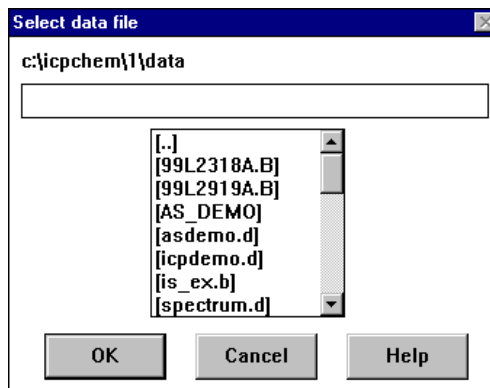 Select data file
c:\icpchem\1\data
[..]
[99L2318A.B]
[99L2919A.B]
[AS_DEMO]
[asdemo.d]
[icpdemo.d]
[is_ex.b]
[spectrum.d]
OK Cancel Help